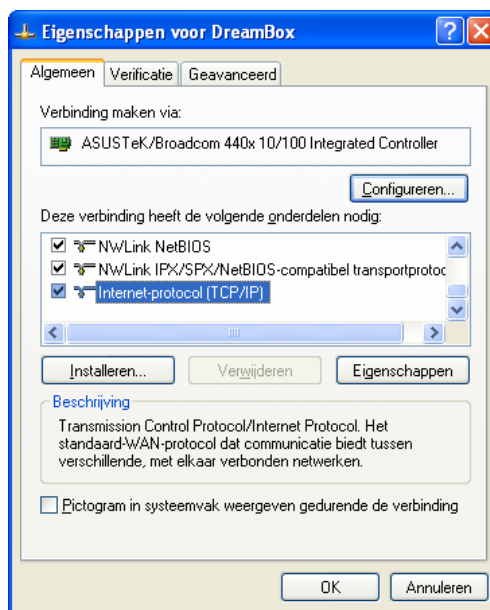 Eigenschappen voor DreamBox
Algemeen Verificatie Geavanceerd
Verbinding maken via:
ASUSTeK/Broadcom 440x 10/100 Integrated Controller
Configureren...
Deze verbinding heeft de volgende onderdelen nodig:
NWLink NetBIOS
NWLink IPX/SPX/NetBIOS-compatibel transportprotoc
Internet-protocol (TCP/IP)
Installeren... Verwijderen Eigenschappen
Beschrijving
Transmission Control Protocol/Internet Protocol. Het
standaard-WAN-protocol dat communicatie biedt tussen
verschillende, met elkaar verbonden netwerken.
Pictogram in systeemvak weergeven gedurende de verbinding
OK Annuleren